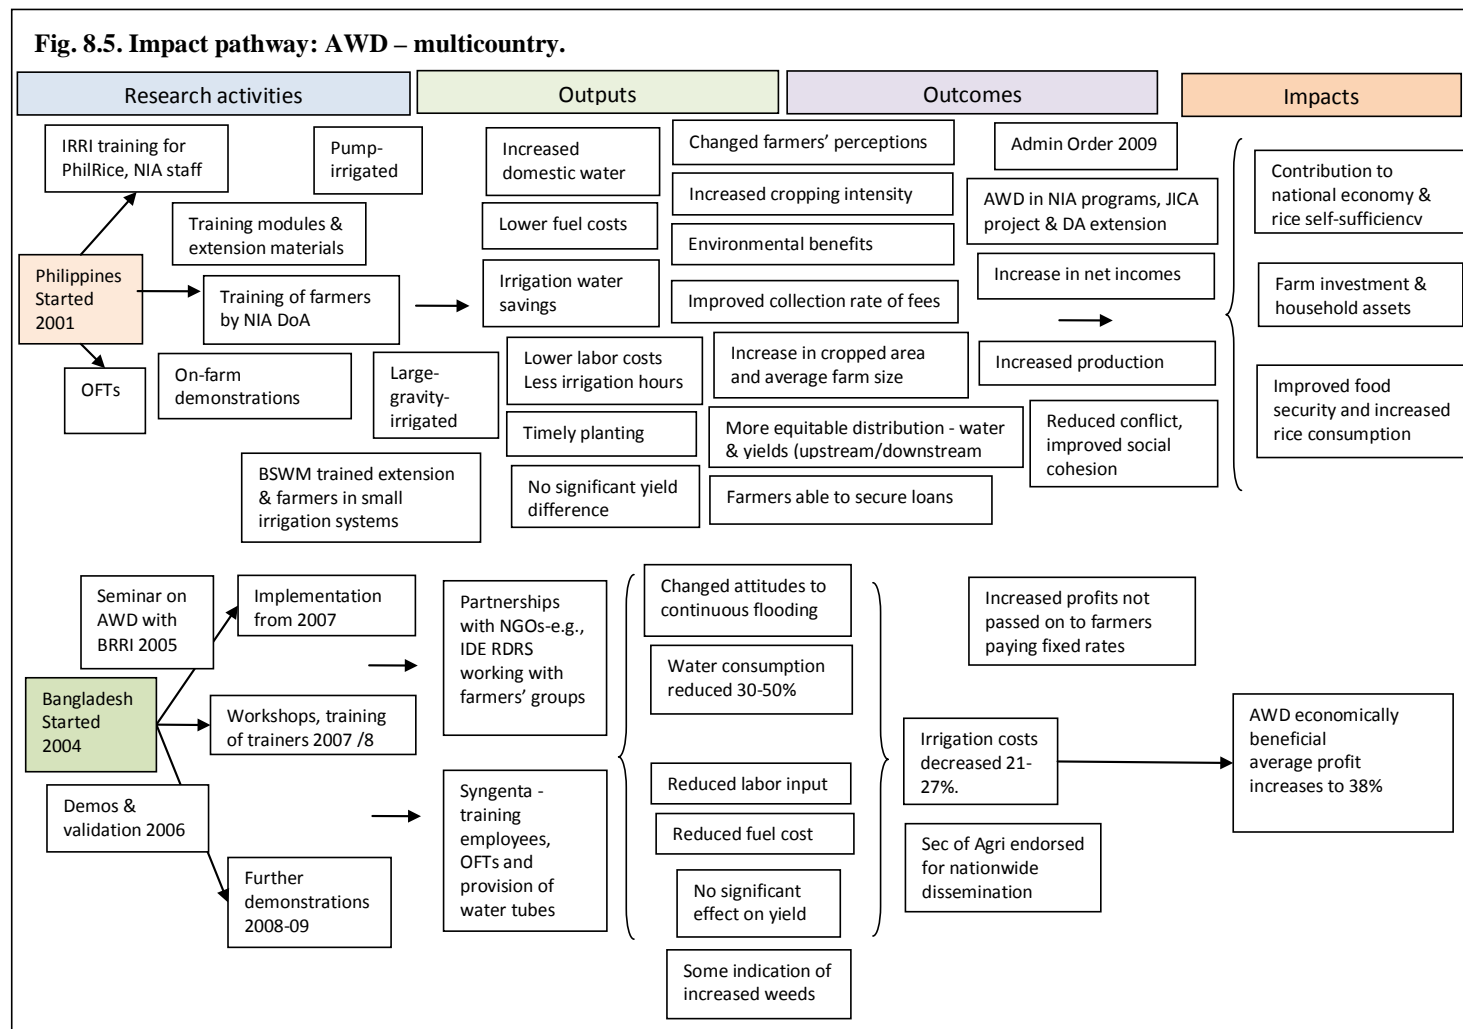 Fig. 8.5. Impact pathway: AWD – multicountry.
Research activities
Outputs
Outcomes
Impacts
IRRI training for
PhilRice, NIA staff
Pump-
irrigated
Training modules &
extension materials
Philippines
Started
2001
Training of farmers
by NIA DoA
OFTs
On-farm
demonstrations
Large-
gravity-
irrigated
BSWM trained extension
& farmers in small
irrigation systems
Increased
domestic water
Lower fuel costs
Irrigation water
savings
Lower labor costs
Less irrigation hours
Timely planting
No significant yield
difference
Changed farmers’ perceptions
Increased cropping intensity
Environmental benefits
Improved collection rate of fees
Increase in cropped area
and average farm size
More equitable distribution - water
& yields (upstream/downstream
Farmers able to secure loans
Admin Order 2009
AWD in NIA programs, JICA
project & DA extension
Increase in net incomes
Increased production
Reduced conflict,
improved social
cohesion
Contribution to
national economy &
rice self-sufficiency
Farm investment &
household assets
Improved food
security and increased
rice consumption
Seminar on
AWD with
BRRI 2005
Implementation
from 2007
Bangladesh
Started
2004
Workshops, training
of trainers 2007 /8
Demos &
validation 2006
Further
demonstrations
2008-09
Partnerships
with NGOs-e.g.,
IDE RDRS
working with
farmers’ groups
Syngenta -
training
employees,
OFTs and
provision of
water tubes
Changed attitudes to
continuous flooding
Water consumption
reduced 30-50%
Reduced labor input
Reduced fuel cost
No significant
effect on yield
Some indication of
increased weeds
Increased profits not
passed on to farmers
paying fixed rates
Irrigation costs
decreased 21-
27%.
Sec of Agri endorsed
for nationwide
dissemination
AWD economically
beneficial
average profit
increases to 38%